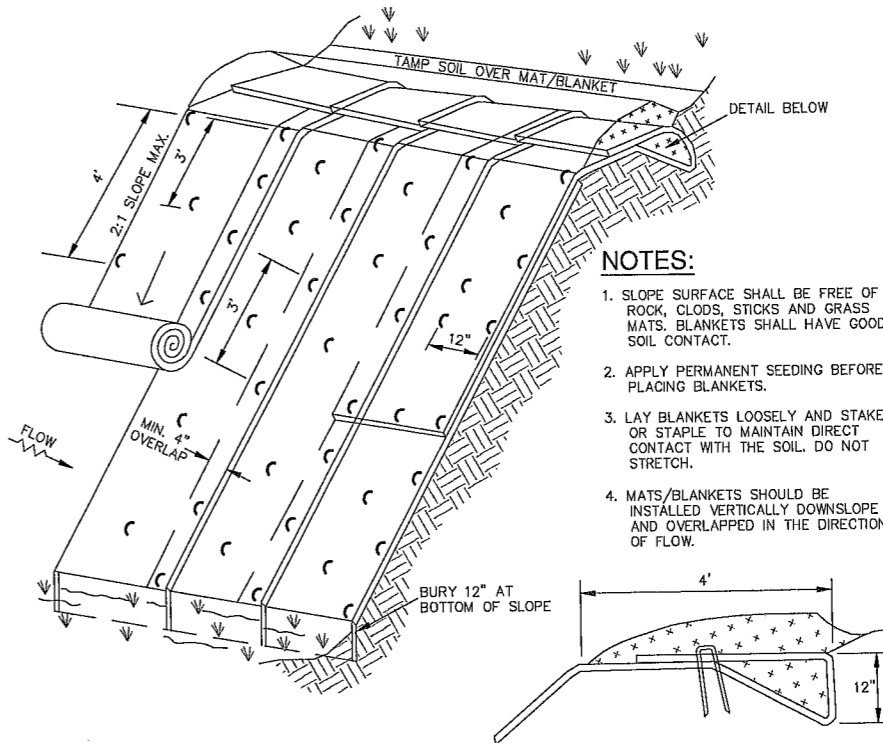 TAMP SOIL OVER MAT/BLANKET
DETAIL BELOW
4'
3'
2:1 SLOPE MAX.
3'
12"
MIN. 4"
OVERLAP
FLOW
BURY 12" AT
BOTTOM OF SLOPE
NOTES:
1. SLOPE SURFACE SHALL BE FREE OF
ROCK, CLODS, STICKS AND GRASS
MATS. BLANKETS SHALL HAVE GOOD
SOIL CONTACT.
2. APPLY PERMANENT SEEDING BEFORE
PLACING BLANKETS.
3. LAY BLANKETS LOOSELY AND STAKE
OR STAPLE TO MAINTAIN DIRECT
CONTACT WITH THE SOIL. DO NOT
STRETCH.
4. MATS/BLANKETS SHOULD BE
INSTALLED VERTICALLY DOWNSLOPE
AND OVERLAPPED IN THE DIRECTION
OF FLOW.
4'
12"